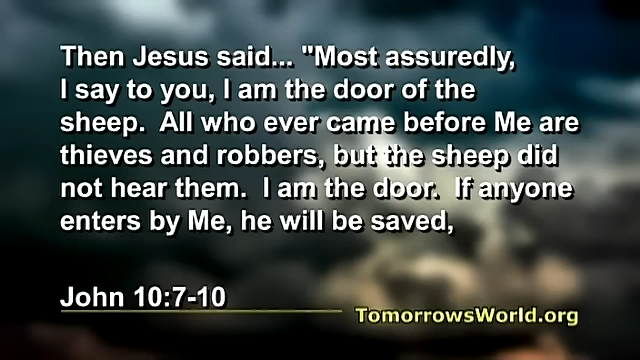 Then Jesus said... "Most assuredly,
I say to you, I am the door of the
sheep.  All who ever came before Me are
thieves and robbers, but the sheep did
not hear them.  I am the door.  If anyone
enters by Me, he will be saved,
John 10:7-10
TomorrowsWorld.org